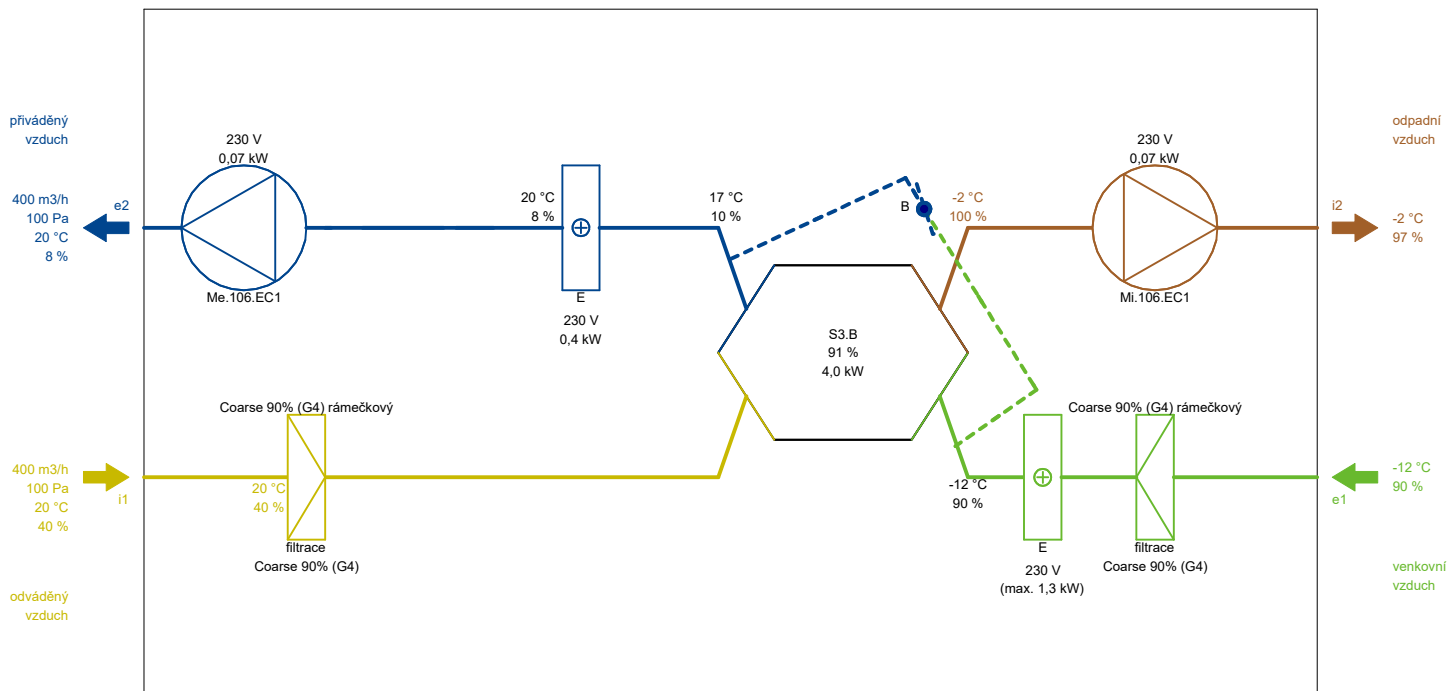 přiváděný
vzduch
400 m3/h
100 Pa
20 °C
8 %
e2
230 V
0,07 kW
Me.106.EC1
20 °C
8 %
E
230 V
0,4 kW
17 °C
10 %
B
-2 °C
100 %
230 V
0,07 kW
Mi.106.EC1
odpadní
vzduch
i2
-2 °C
97 %
S3.B
91 %
4,0 kW
400 m3/h
100 Pa
20 °C
40 %
i1
odváděný
vzduch
Coarse 90% (G4) rámečkový
20 °C
40 %
filtrace
Coarse 90% (G4)
-12 °C
90 %
E
230 V
(max. 1,3 kW)
Coarse 90% (G4) rámečkový
filtrace
Coarse 90% (G4)
-12 °C
90 %
e1
venkovní
vzduch